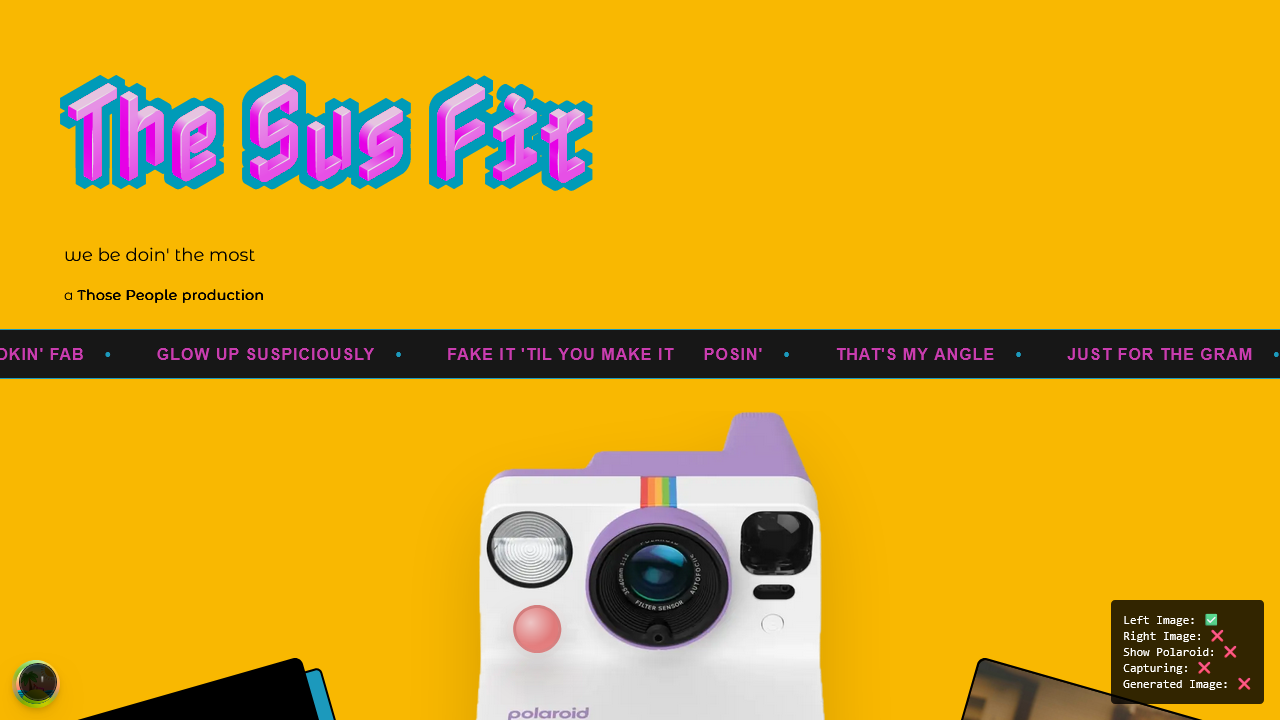 The Sus Fit
we be doin' the most
a Those People production
OKIN' FAB • GLOW UP SUSPICIOUSLY • FAKE IT 'TIL YOU MAKE IT POSIN' • THAT'S MY ANGLE • JUST FOR THE GRAM •
AUTOFOCUS
FILTER SENSOR
polaroid
Left Image: ✅
Right Image: ❌
Show Polaroid: ❌
Capturing: ❌
Generated Image: ❌